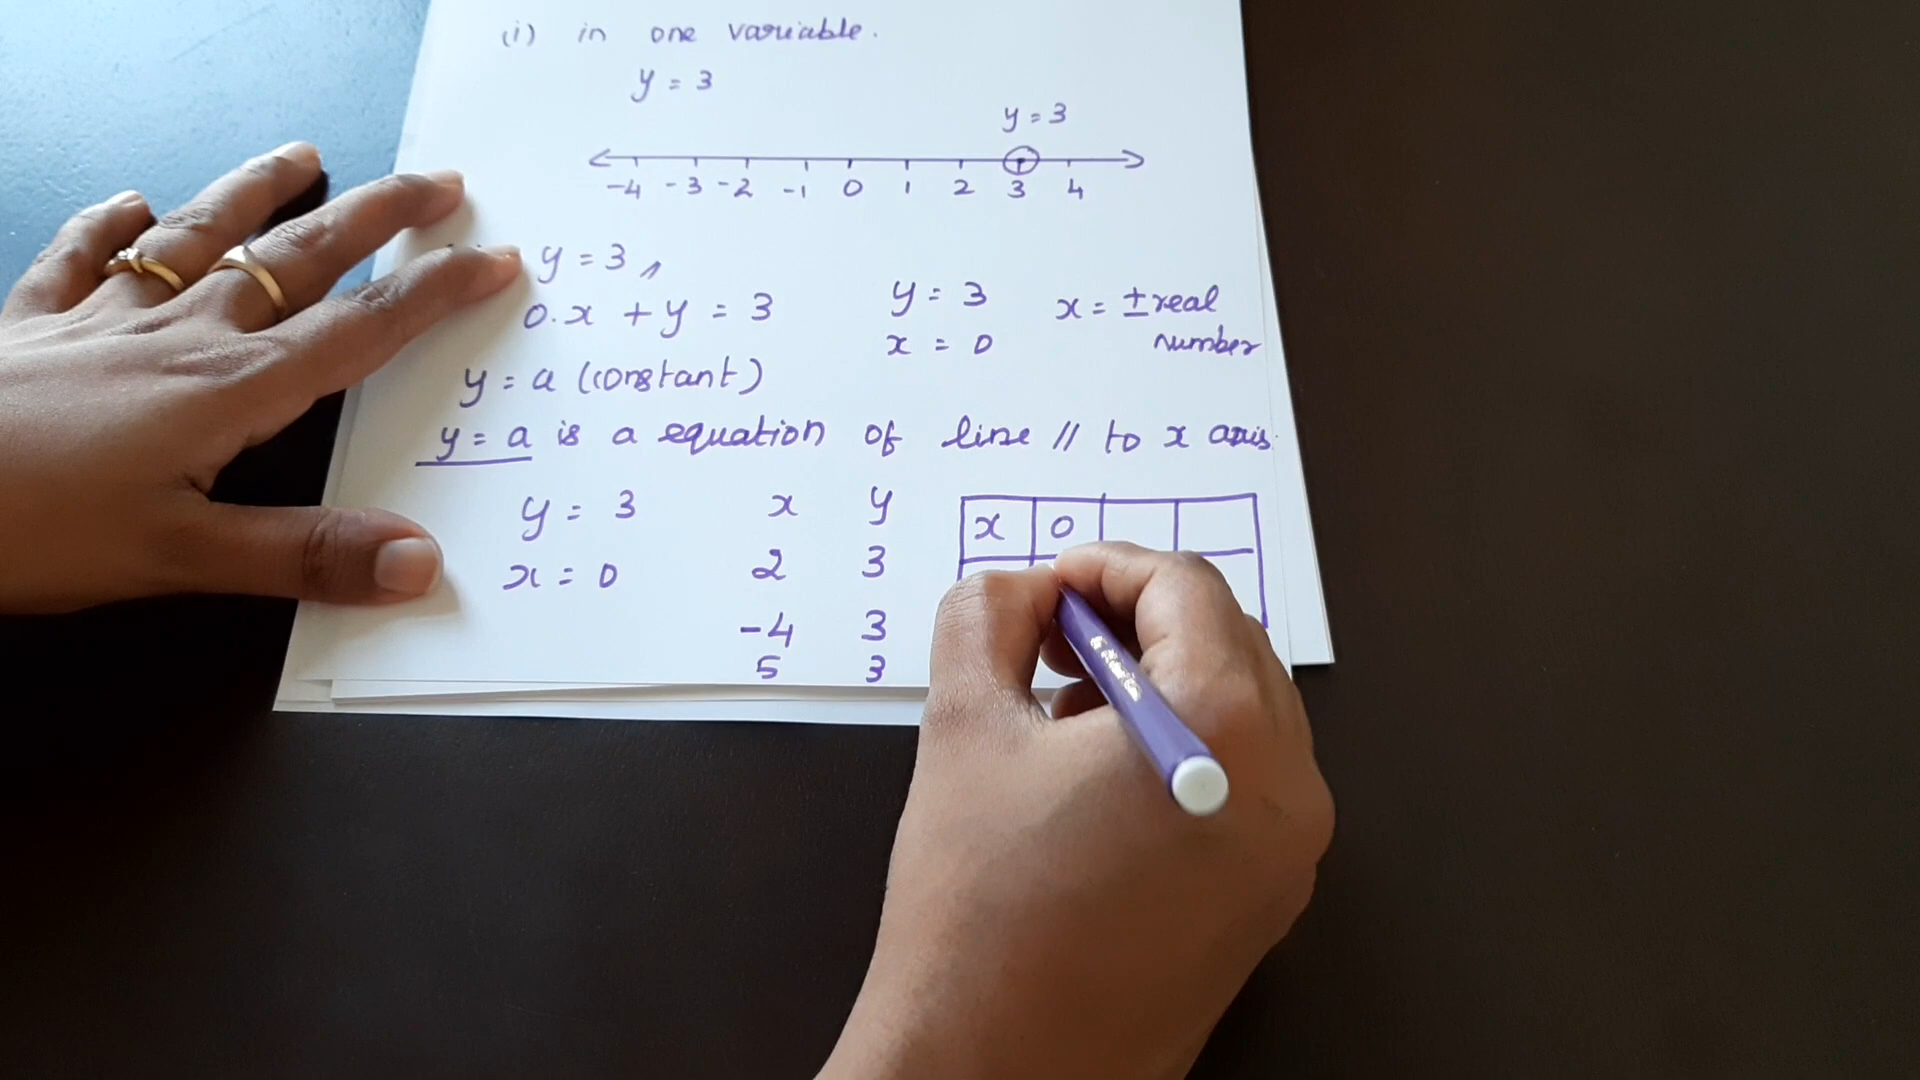 (i) in one variable.
y = 3
y = 3
-4 -3 -2 -1 0 1 2 3 4
y = 3
0.x + y = 3
y = 3
x = 0
x = ± real
number
y = a (constant)
y = a is a equation of line // to x axis.
y = 3
x = 0
x y
2 3
-4 3
5 3
x 0